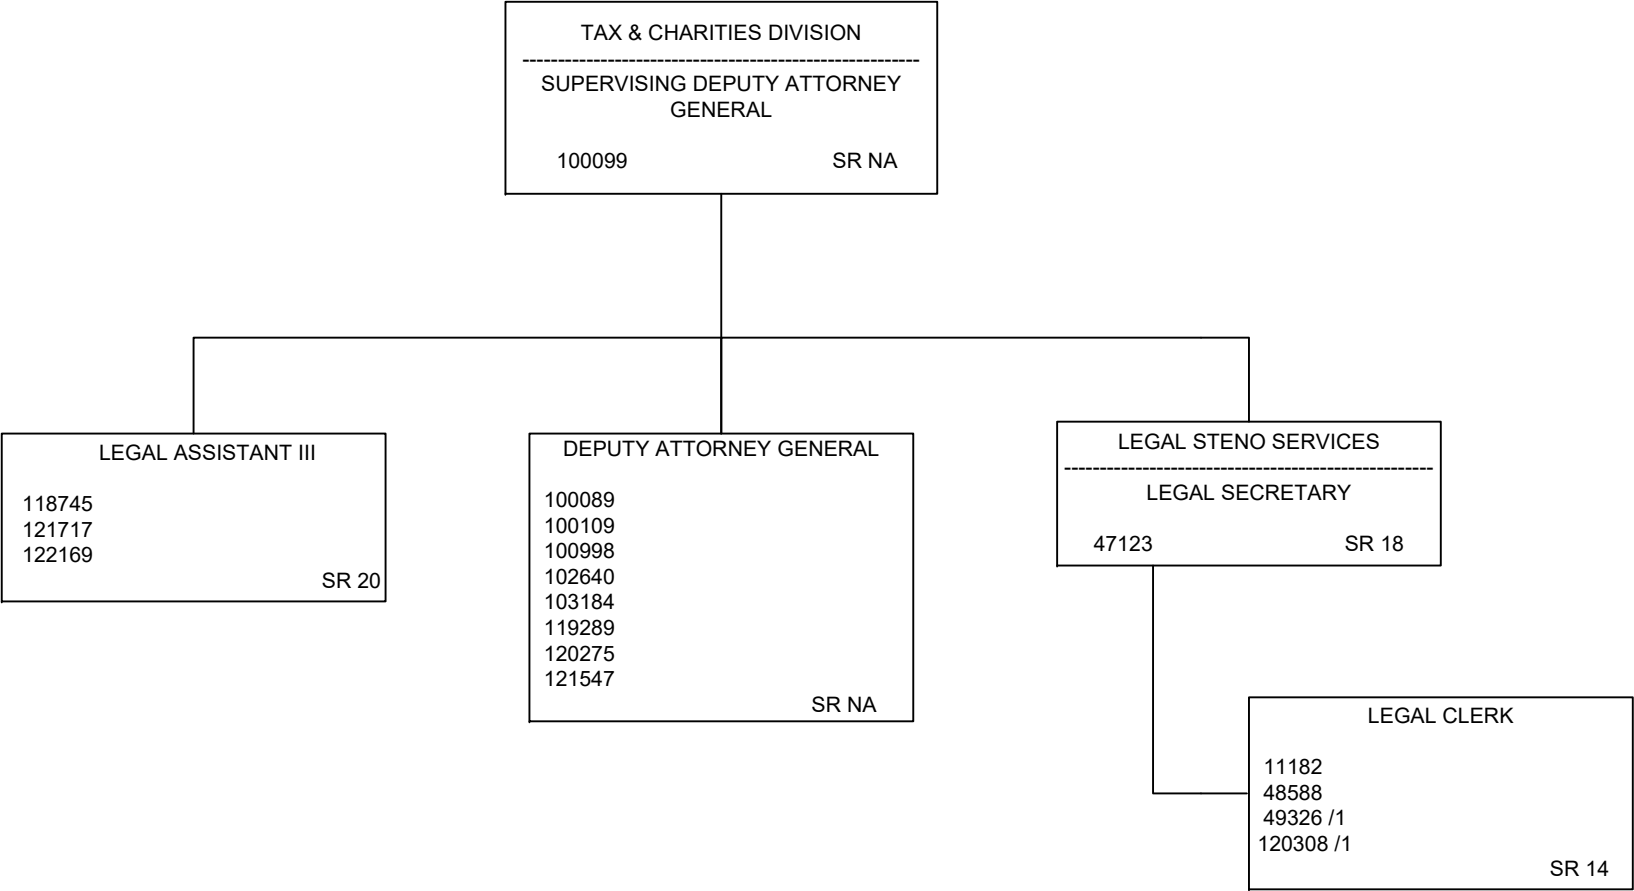 TAX & CHARITIES DIVISION
--------------------------------------------------------
SUPERVISING DEPUTY ATTORNEY
GENERAL
100099 SR NA
LEGAL ASSISTANT III
118745
121717
122169
SR 20
DEPUTY ATTORNEY GENERAL
100089
100109
100998
102640
103184
119289
120275
121547
SR NA
LEGAL STENO SERVICES
----------------------------------------------------
LEGAL SECRETARY
47123 SR 18
LEGAL CLERK
11182
48588
49326 /1
120308 /1
SR 14